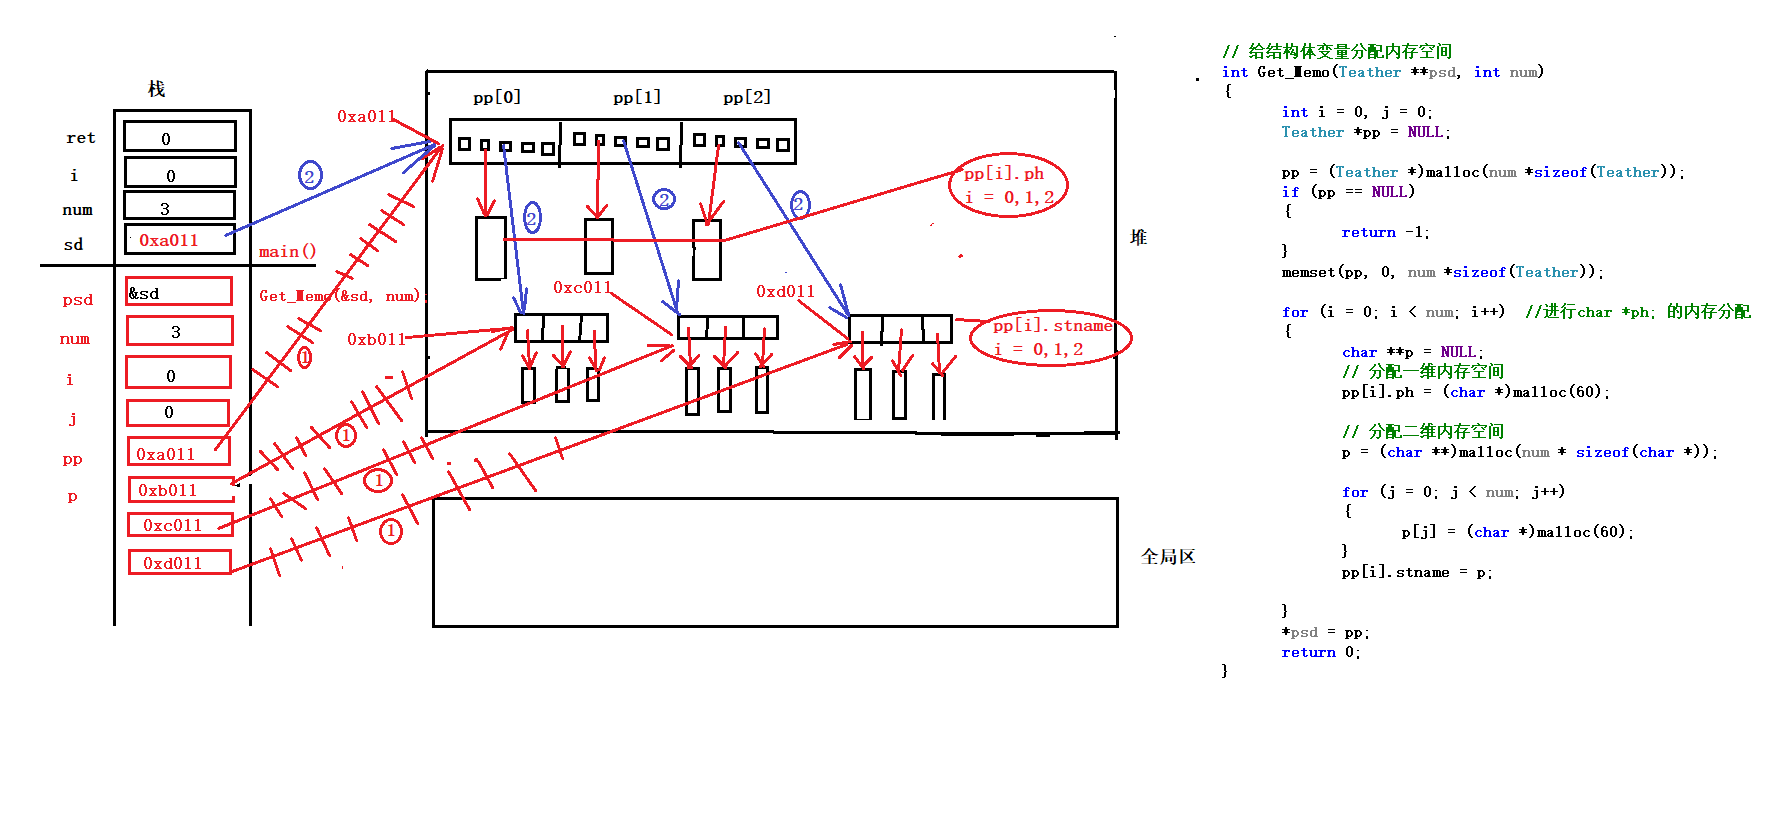 栈
ret
0
i
0
num
3
sd
0xa011
main()
psd
&sd
Get_Memo(&sd, num);
num
3
i
0
j
0
pp
0xa011
p
0xb011
0xc011
0xd011
①
①
①
①
②
②
②
②
0xa011
pp[0]
pp[1]
pp[2]
pp[i].ph
i = 0,1,2
0xb011
0xc011
0xd011
pp[i].stname
i = 0,1,2
堆
全局区
// 给结构体变量分配内存空间
int Get_Memo(Teather **psd, int num)
{
int i = 0, j = 0;
Teather *pp = NULL;
pp = (Teather *)malloc(num *sizeof(Teather));
if (pp == NULL)
{
return -1;
}
memset(pp, 0, num *sizeof(Teather));
for (i = 0; i < num; i++) //进行char *ph; 的内存分配
{
char **p = NULL;
// 分配一维内存空间
pp[i].ph = (char *)malloc(60);
// 分配二维内存空间
p = (char **)malloc(num * sizeof(char *));
for (j = 0; j < num; j++)
{
p[j] = (char *)malloc(60);
}
pp[i].stname = p;
}
*psd = pp;
return 0;
}